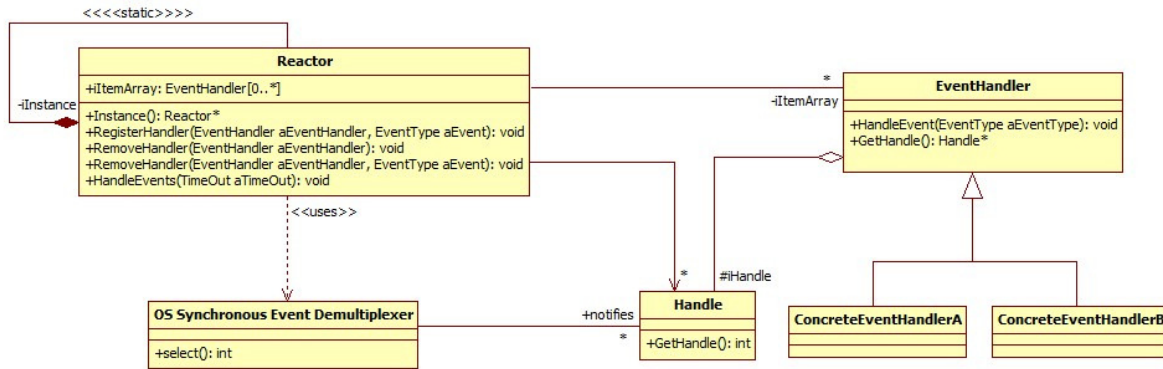 <<<<static>>>>
Reactor
+iItemArray: EventHandler[0..*]
-iInstance
+Instance(): Reactor*
+RegisterHandler(EventHandler aEventHandler, EventType aEvent): void
+RemoveHandler(EventHandler aEventHandler): void
+RemoveHandler(EventHandler aEventHandler, EventType aEvent): void
+HandleEvents(TimeOut aTimeOut): void
*
-iItemArray
EventHandler
+HandleEvent(EventType aEventType): void
+GetHandle(): Handle*
<<uses>>
*
#iHandle
OS Synchronous Event Demultiplexer
+select(): int
+notifies
*
Handle
+GetHandle(): int
ConcreteEventHandlerA
ConcreteEventHandlerB